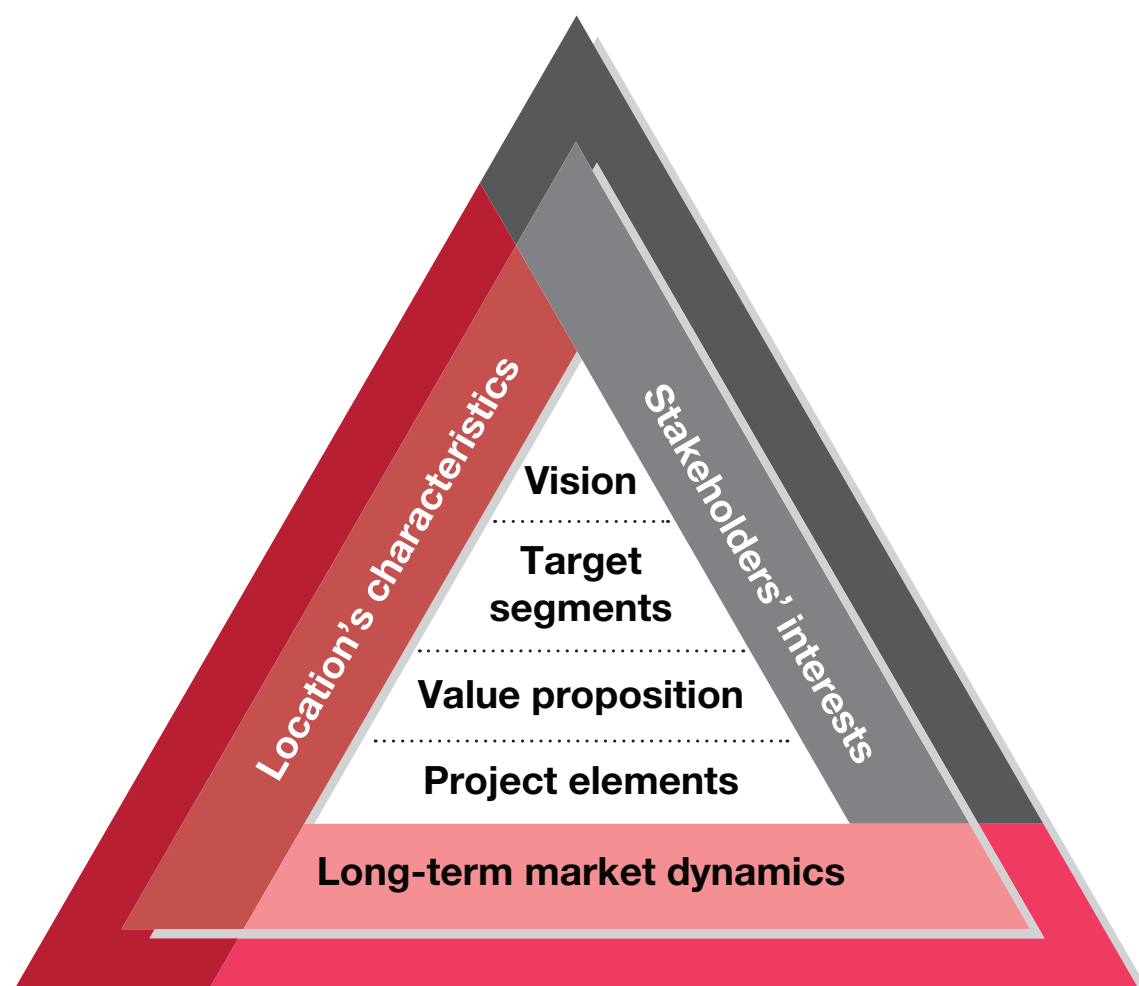 Location’s characteristics
Stakeholders’ interests
Vision
Target
segments
Value proposition
Project elements
Long-term market dynamics